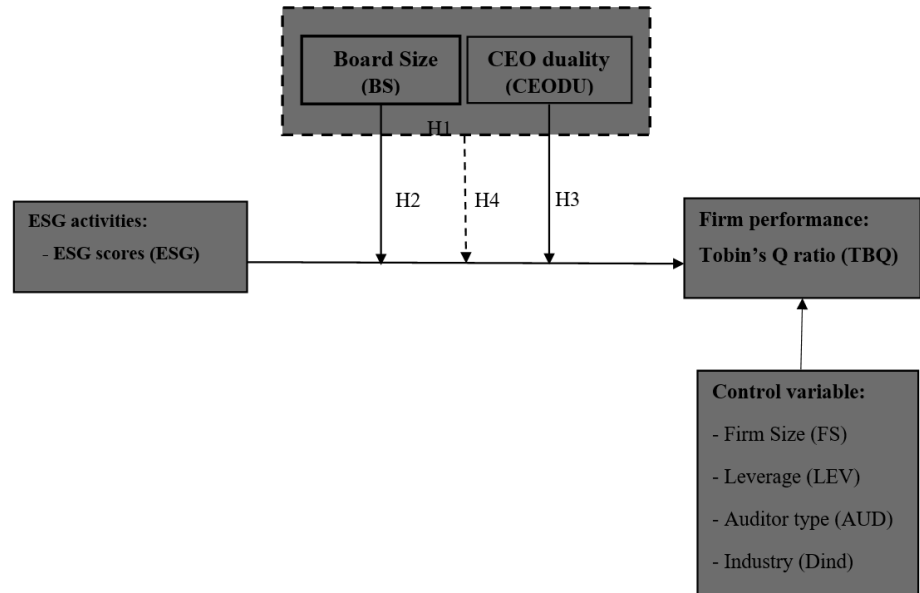 Board Size
(BS)
CEO duality
(CEODU)
H1
H2
H4
H3
ESG activities:
- ESG scores (ESG)
Firm performance:
Tobin’s Q ratio (TBQ)
Control variable:
- Firm Size (FS)
- Leverage (LEV)
- Auditor type (AUD)
- Industry (Dind)